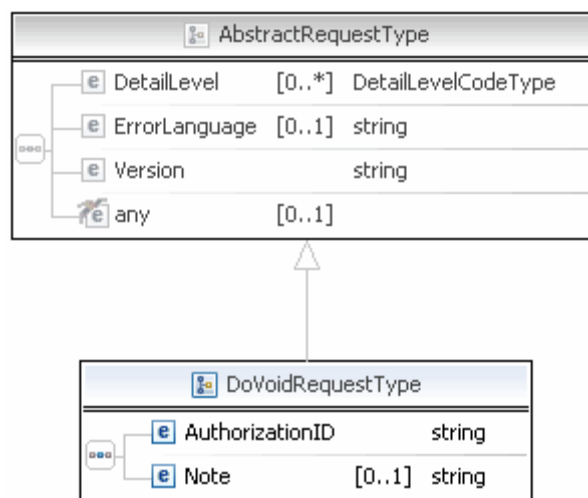 AbstractRequestType
e DetailLevel [0..*] DetailLevelCodeType
e ErrorLanguage [0..1] string
e Version string
e any [0..1]
DoVoidRequestType
e AuthorizationID string
e Note [0..1] string